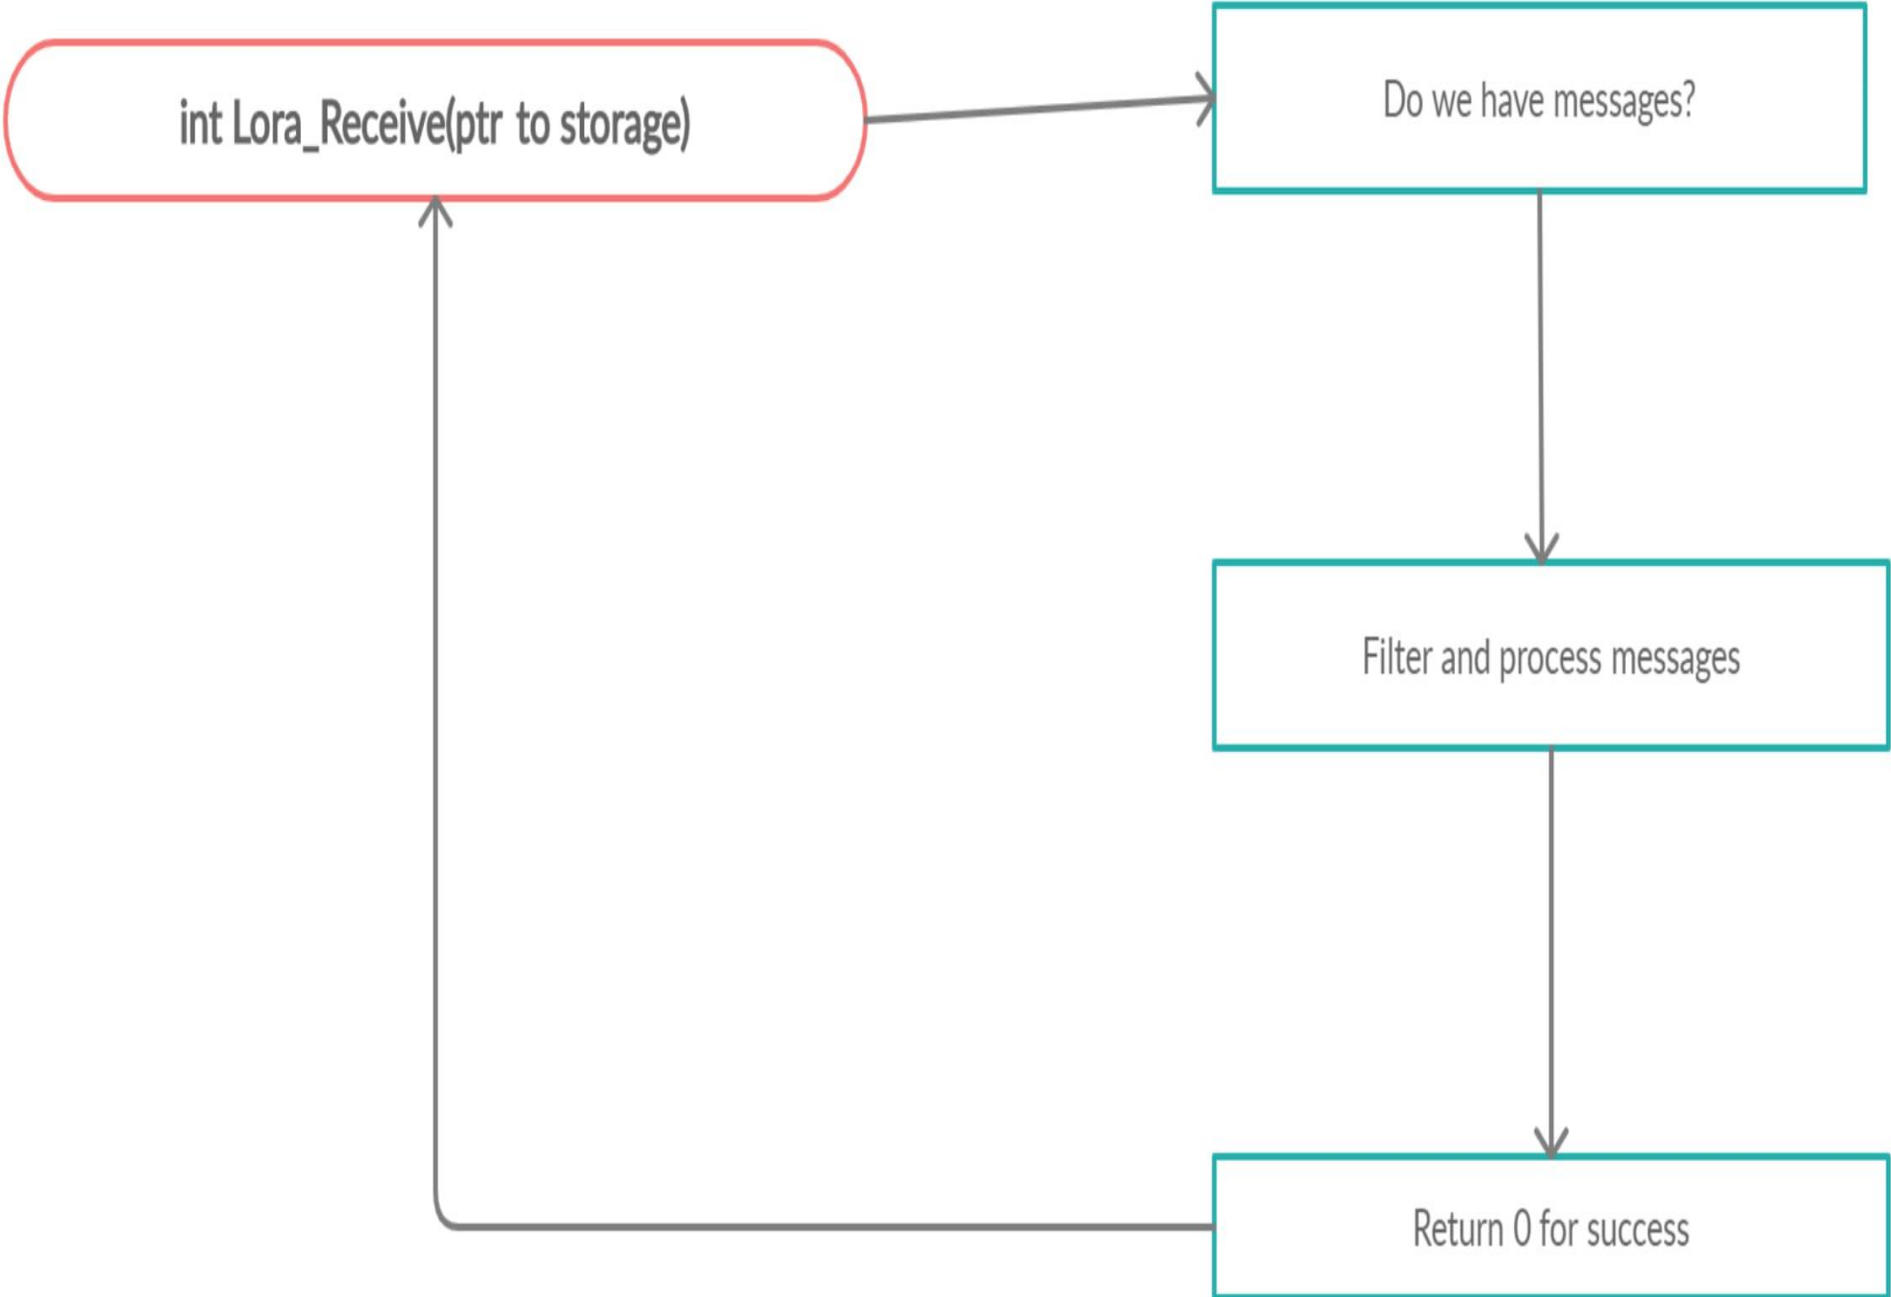 int Lora_Receive(ptr to storage)
Do we have messages?
Filter and process messages
Return 0 for success